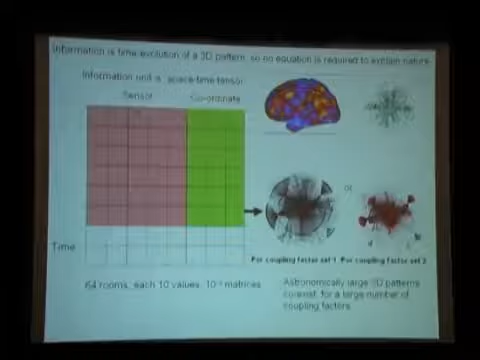 Information is time evolution of a 3D pattern, so no equation is required to explain nature
Information unit is space-time tensor
Sensor Co-ordinate
or
Time
For coupling factor set 1 For coupling factor set 2
64 rooms, each 10 values, matrices
Astronomically large 3D patterns
coexist, for a large number of
coupling factors